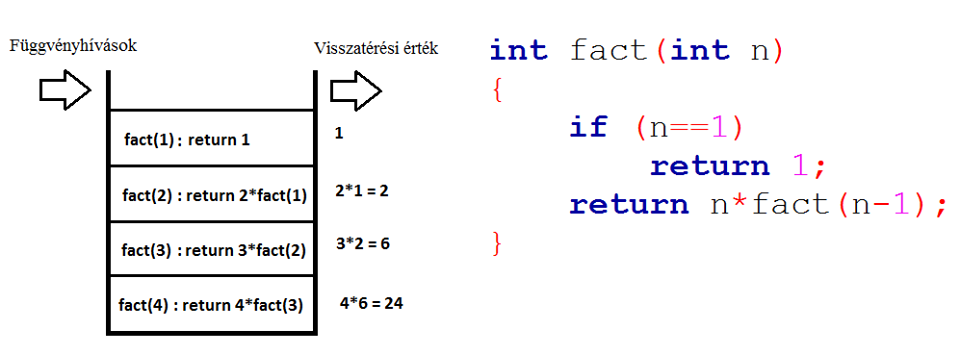 Függvényhívások
Visszatérési érték
fact(1) : return 1
1
fact(2) : return 2*fact(1)
2*1 = 2
fact(3) : return 3*fact(2)
3*2 = 6
fact(4) : return 4*fact(3)
4*6 = 24
int fact(int n)
{
if (n==1)
return 1;
return n*fact(n-1);
}